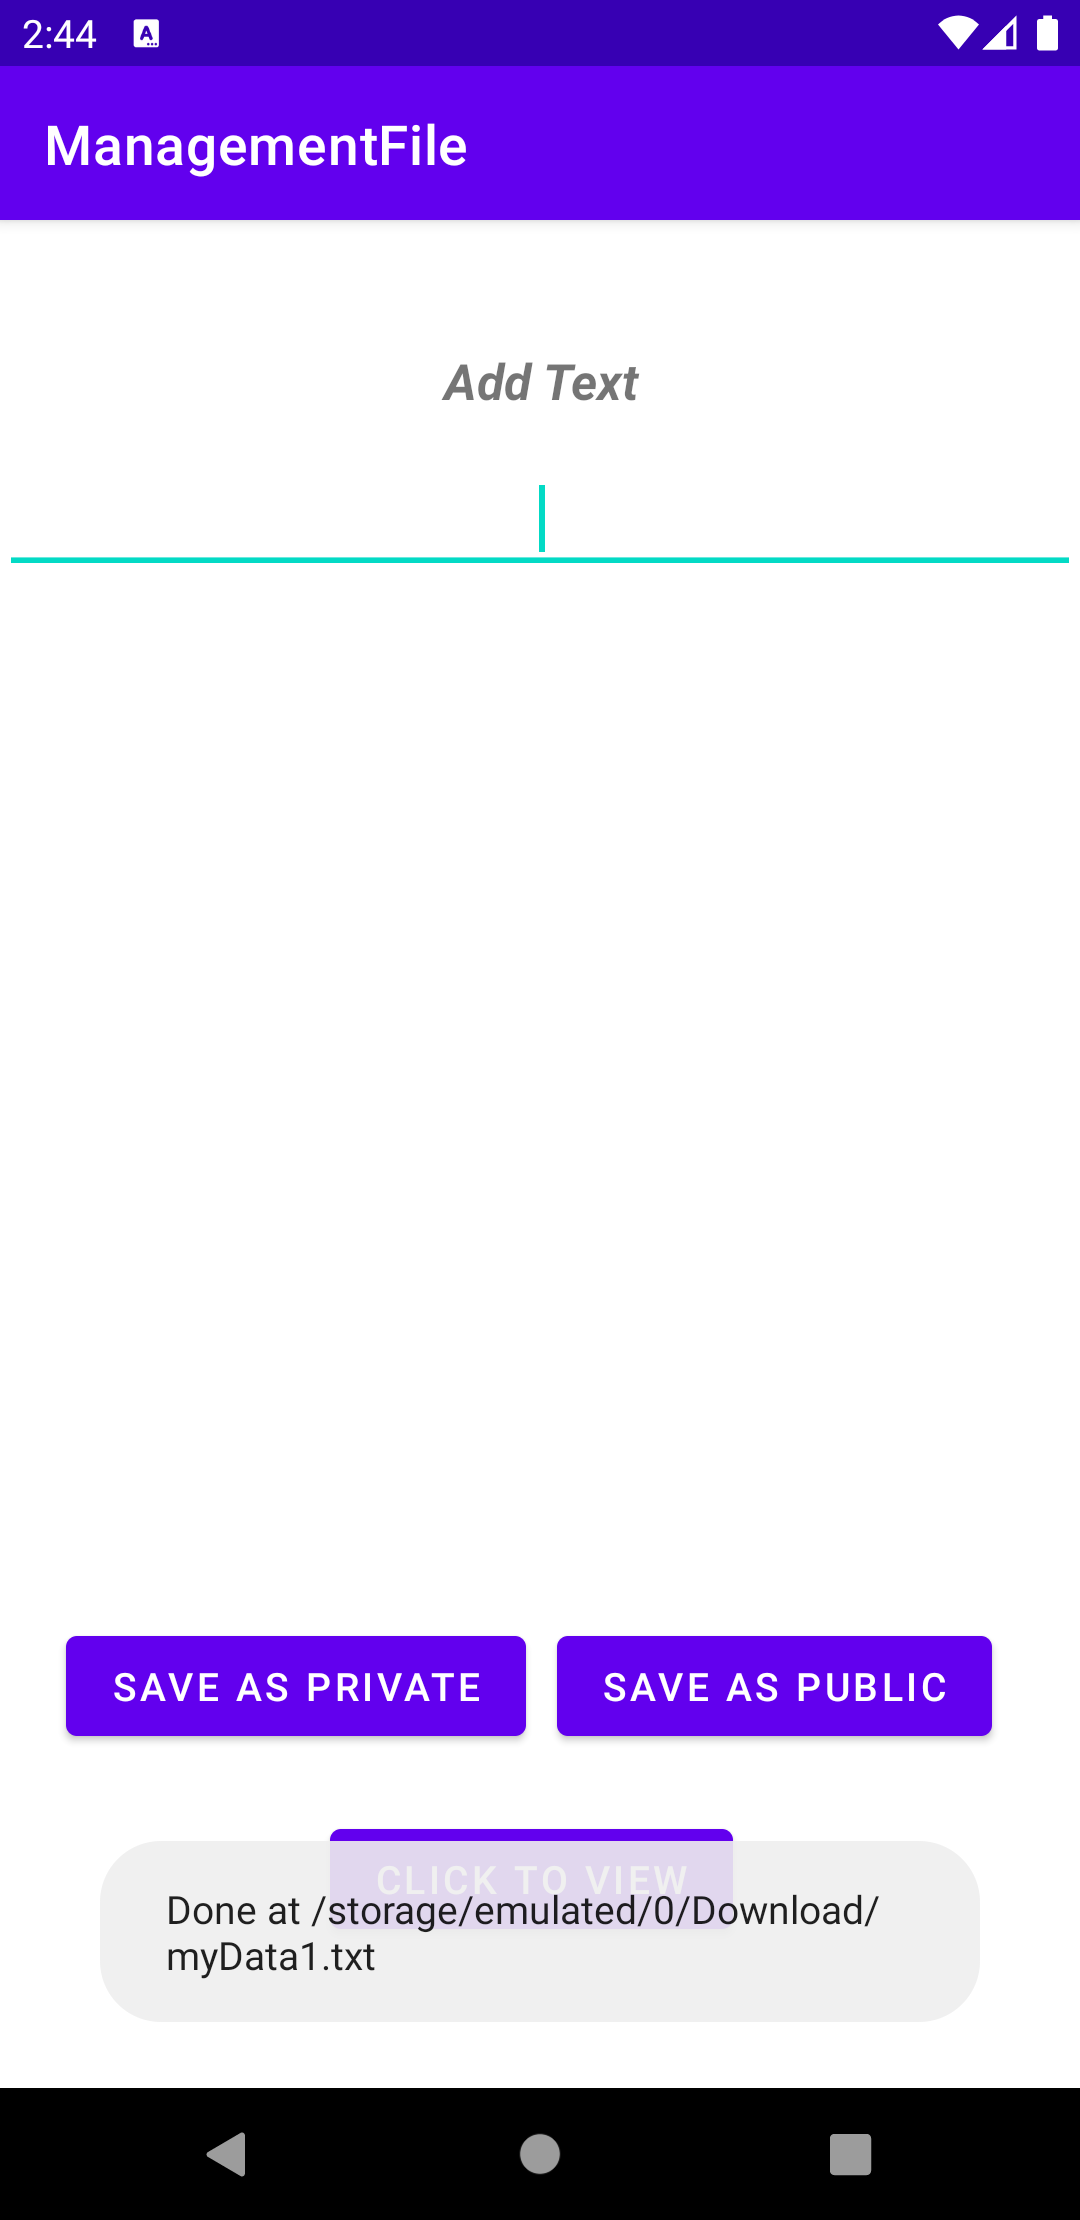 2:44
ManagementFile
Add Text
SAVE AS PRIVATE
SAVE AS PUBLIC
CLICK TO VIEW
Done at /storage/emulated/0/Download/
myData1.txt